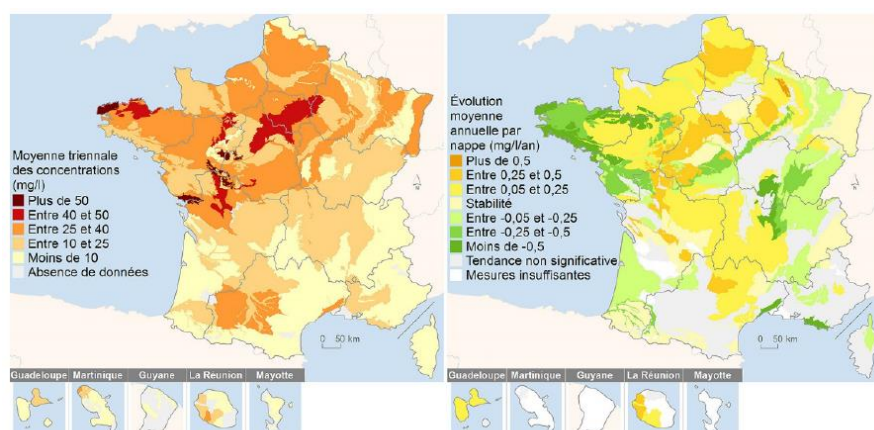 Moyenne triennale
des concentrations
(mg/l)
Plus de 50
Entre 40 et 50
Entre 25 et 40
Entre 10 et 25
Moins de 10
Absence de données
0 50 km
Guadeloupe Martinique Guyane La Reunion Mayotte
Évolution
moyenne
annuelle par
nappe (mg/l/an)
Plus de 0,5
Entre 0,25 et 0,5
Entre 0,05 et 0,25
Stabilité
Entre -0,05 et -0,25
Entre -0,25 et -0,5
Moins de -0,5
Tendance non significative
Mesures insuffisantes
0 50 km
Guadeloupe Martinique Guyane La Réunion Mayotte